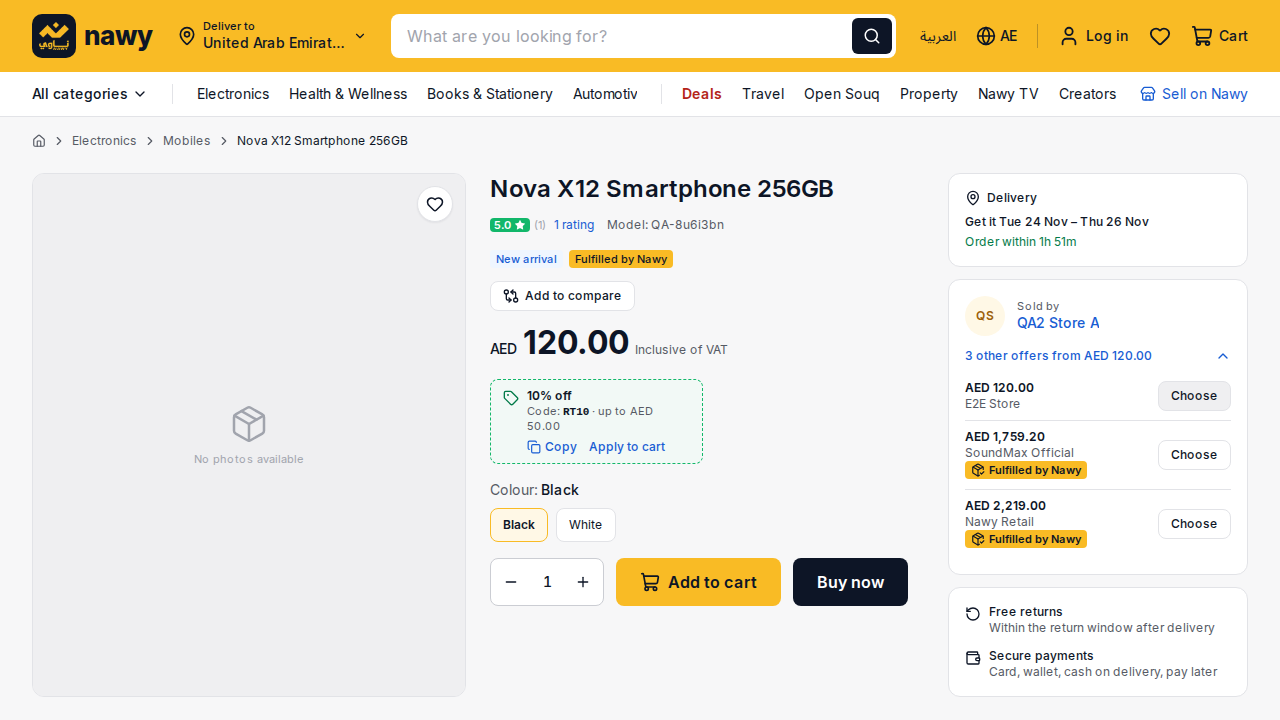 ناوي
NAWY
nawy
Deliver to
United Arab Emirat...
What are you looking for?
العربية
AE
Log in
Cart
All categories
Electronics
Health & Wellness
Books & Stationery
Automotiv
Deals
Travel
Open Souq
Property
Nawy TV
Creators
Sell on Nawy
Electronics
Mobiles
Nova X12 Smartphone 256GB
No photos available
Nova X12 Smartphone 256GB
5.0 (1) 1 rating Model: QA-8u6l3bn
New arrival
Fulfilled by Nawy
Add to compare
AED 120.00 Inclusive of VAT
10% off
Code: RT10 · up to AED
50.00
Copy
Apply to cart
Colour: Black
Black
White
1
Add to cart
Buy now
Delivery
Get it Tue 24 Nov – Thu 26 Nov
Order within 1h 51m
QS
Sold by
QA2 Store A
3 other offers from AED 120.00
AED 120.00
E2E Store
Choose
AED 1,759.20
SoundMax Official
Fulfilled by Nawy
Choose
AED 2,219.00
Nawy Retail
Fulfilled by Nawy
Choose
Free returns
Within the return window after delivery
Secure payments
Card, wallet, cash on delivery, pay later